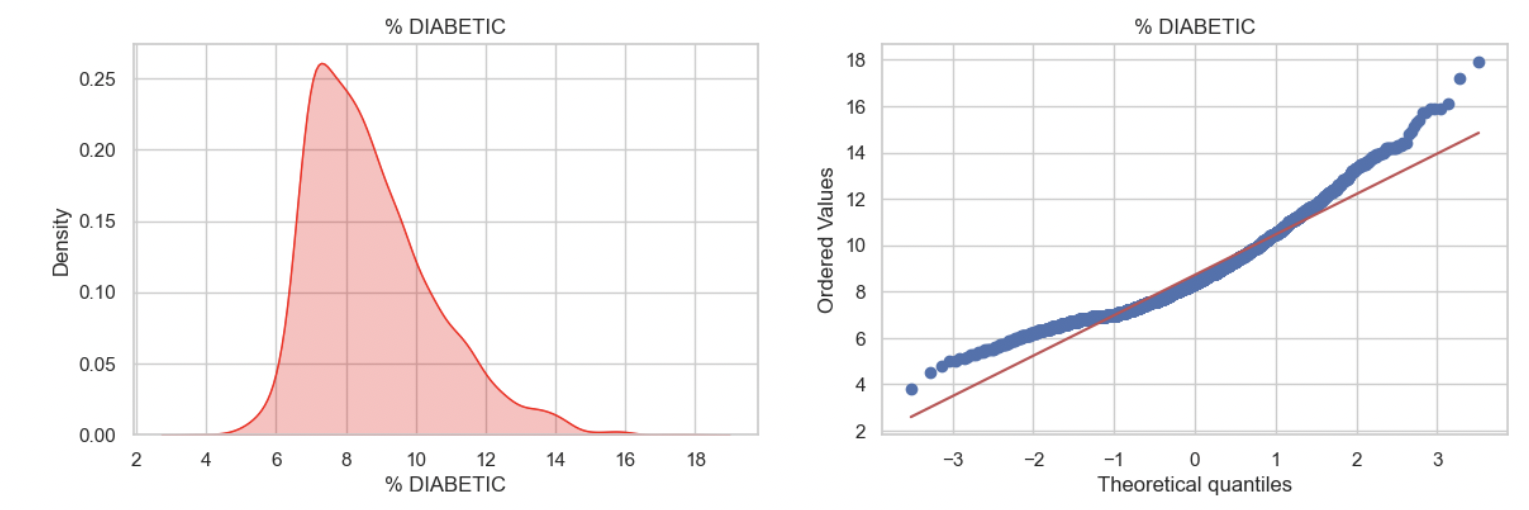 % DIABETIC
0.25
0.20
0.15
0.10
0.05
0.00
Density
2 4 6 8 10 12 14 16 18
% DIABETIC
% DIABETIC
18
16
14
12
10
8
6
4
2
Ordered Values
−3 −2 −1 0 1 2 3
Theoretical quantiles